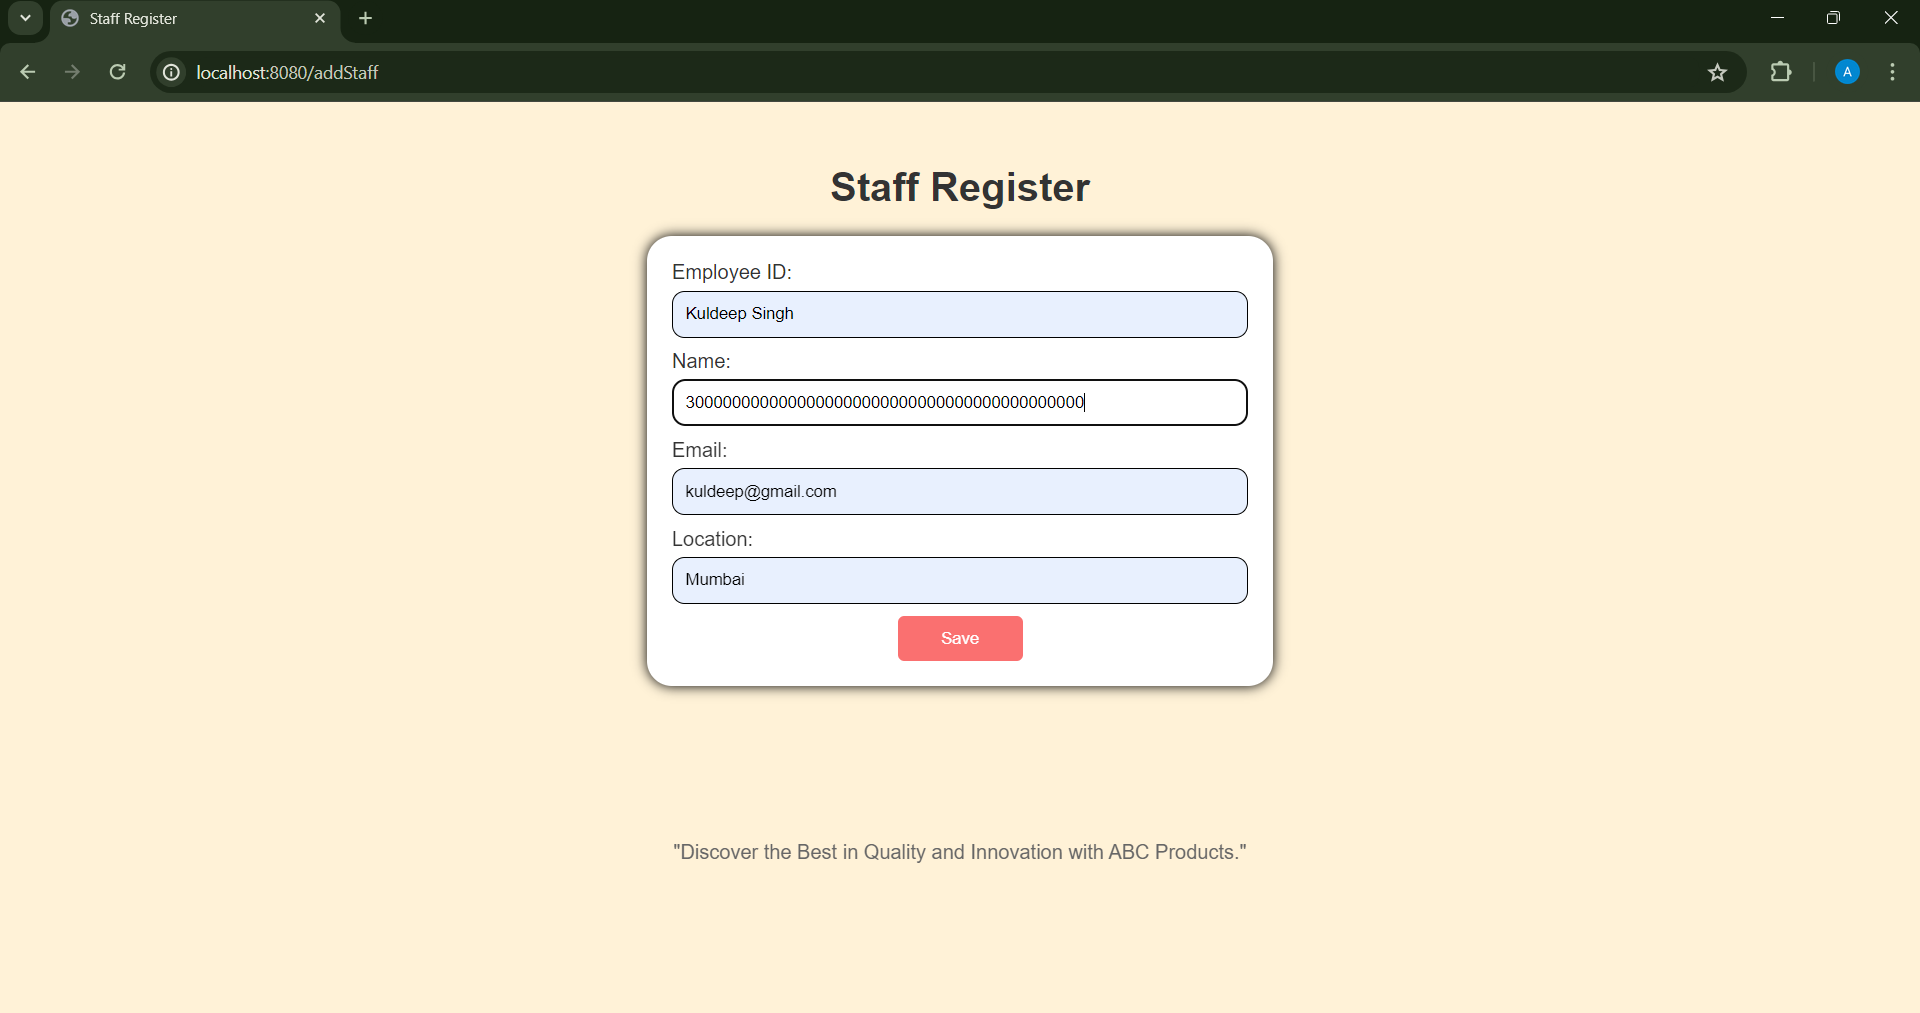 Staff Register
localhost:8080/addStaff
A
Staff Register
Employee ID:
Kuldeep Singh
Name:
3000000000000000000000000000000000000000000
Email:
kuldeep@gmail.com
Location:
Mumbai
Save
"Discover the Best in Quality and Innovation with ABC Products."